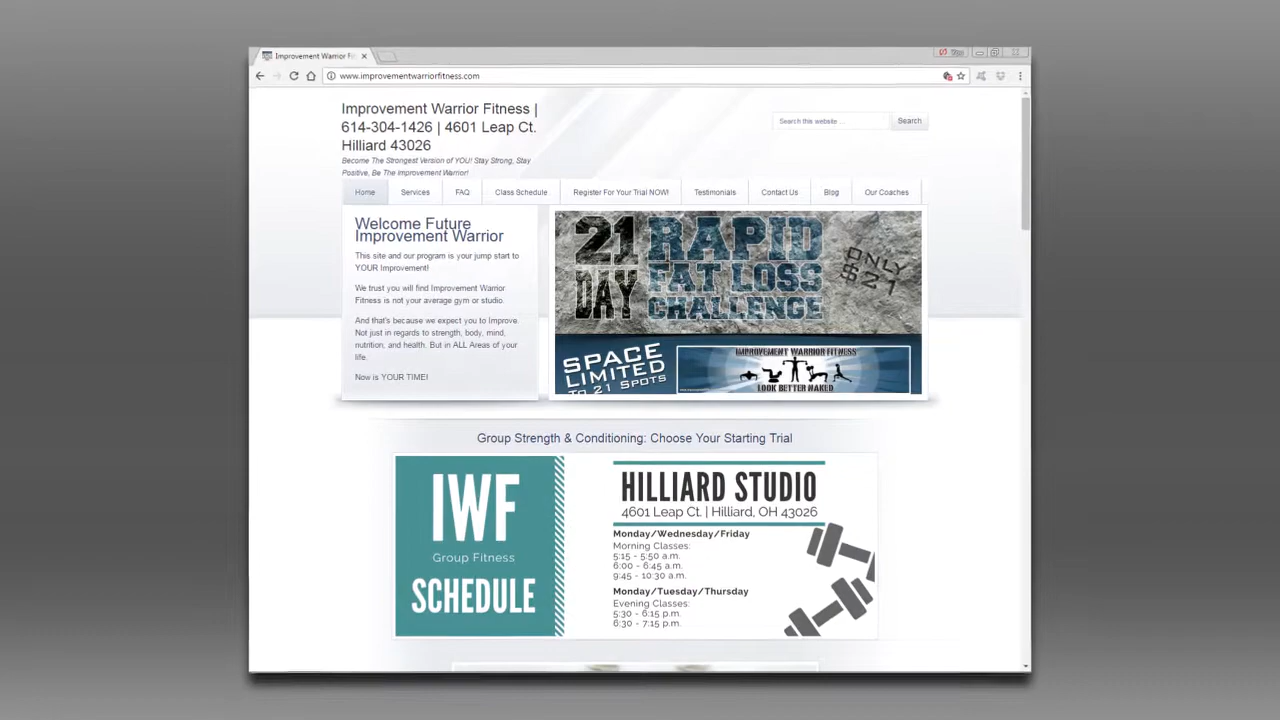 Improvement Warrior Fi
www.improvementwarriorfitness.com
Improvement Warrior Fitness |
614-304-1426 | 4601 Leap Ct.
Hilliard 43026
Become The Strongest Version of YOU! Stay Strong, Stay
Positive, Be The Improvement Warrior!
Search this website ...
Search
Home
Services
FAQ
Class Schedule
Register For Your Trial NOW!
Testimonials
Contact Us
Blog
Our Coaches
Welcome Future
Improvement Warrior
This site and our program is your jump start to
YOUR Improvement!
We trust you will find Improvement Warrior
Fitness is not your average gym or studio.
And that's because we expect you to Improve.
Not just in regards to strength, body, mind,
nutrition, and health. But in ALL Areas of your
life.
Now is YOUR TIME!
21 DAY
RAPID
FAT LOSS
CHALLENGE
ONLY
$21
SPACE
LIMITED
TO 21 SPOTS
IMPROVEMENT WARRIOR FITNESS
LOOK BETTER NAKED
Group Strength & Conditioning: Choose Your Starting Trial
IWF
Group Fitness
SCHEDULE
HILLIARD STUDIO
4601 Leap Ct. | Hilliard, OH 43026
Monday/Wednesday/Friday
Morning Classes:
5:15 - 5:50 a.m.
6:00 - 6:45 a.m.
9:45 - 10:30 a.m.
Monday/Tuesday/Thursday
Evening Classes:
5:30 - 6:15 p.m.
6:30 - 7:15 p.m.